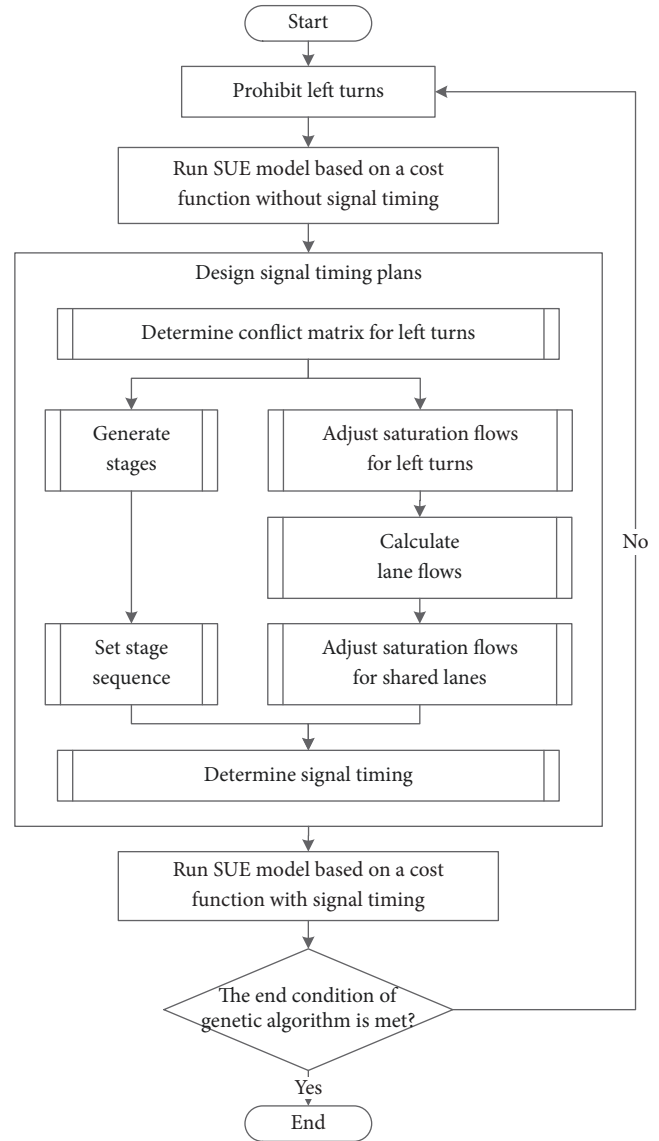 Start
Prohibit left turns
Run SUE model based on a cost
function without signal timing
Design signal timing plans
Determine conflict matrix for left turns
Generate
stages
Adjust saturation flows
for left turns
Calculate
lane flows
No
Set stage
sequence
Adjust saturation flows
for shared lanes
Determine signal timing
Run SUE model based on a cost
function with signal timing
The end condition of
genetic algorithm is met?
Yes
End